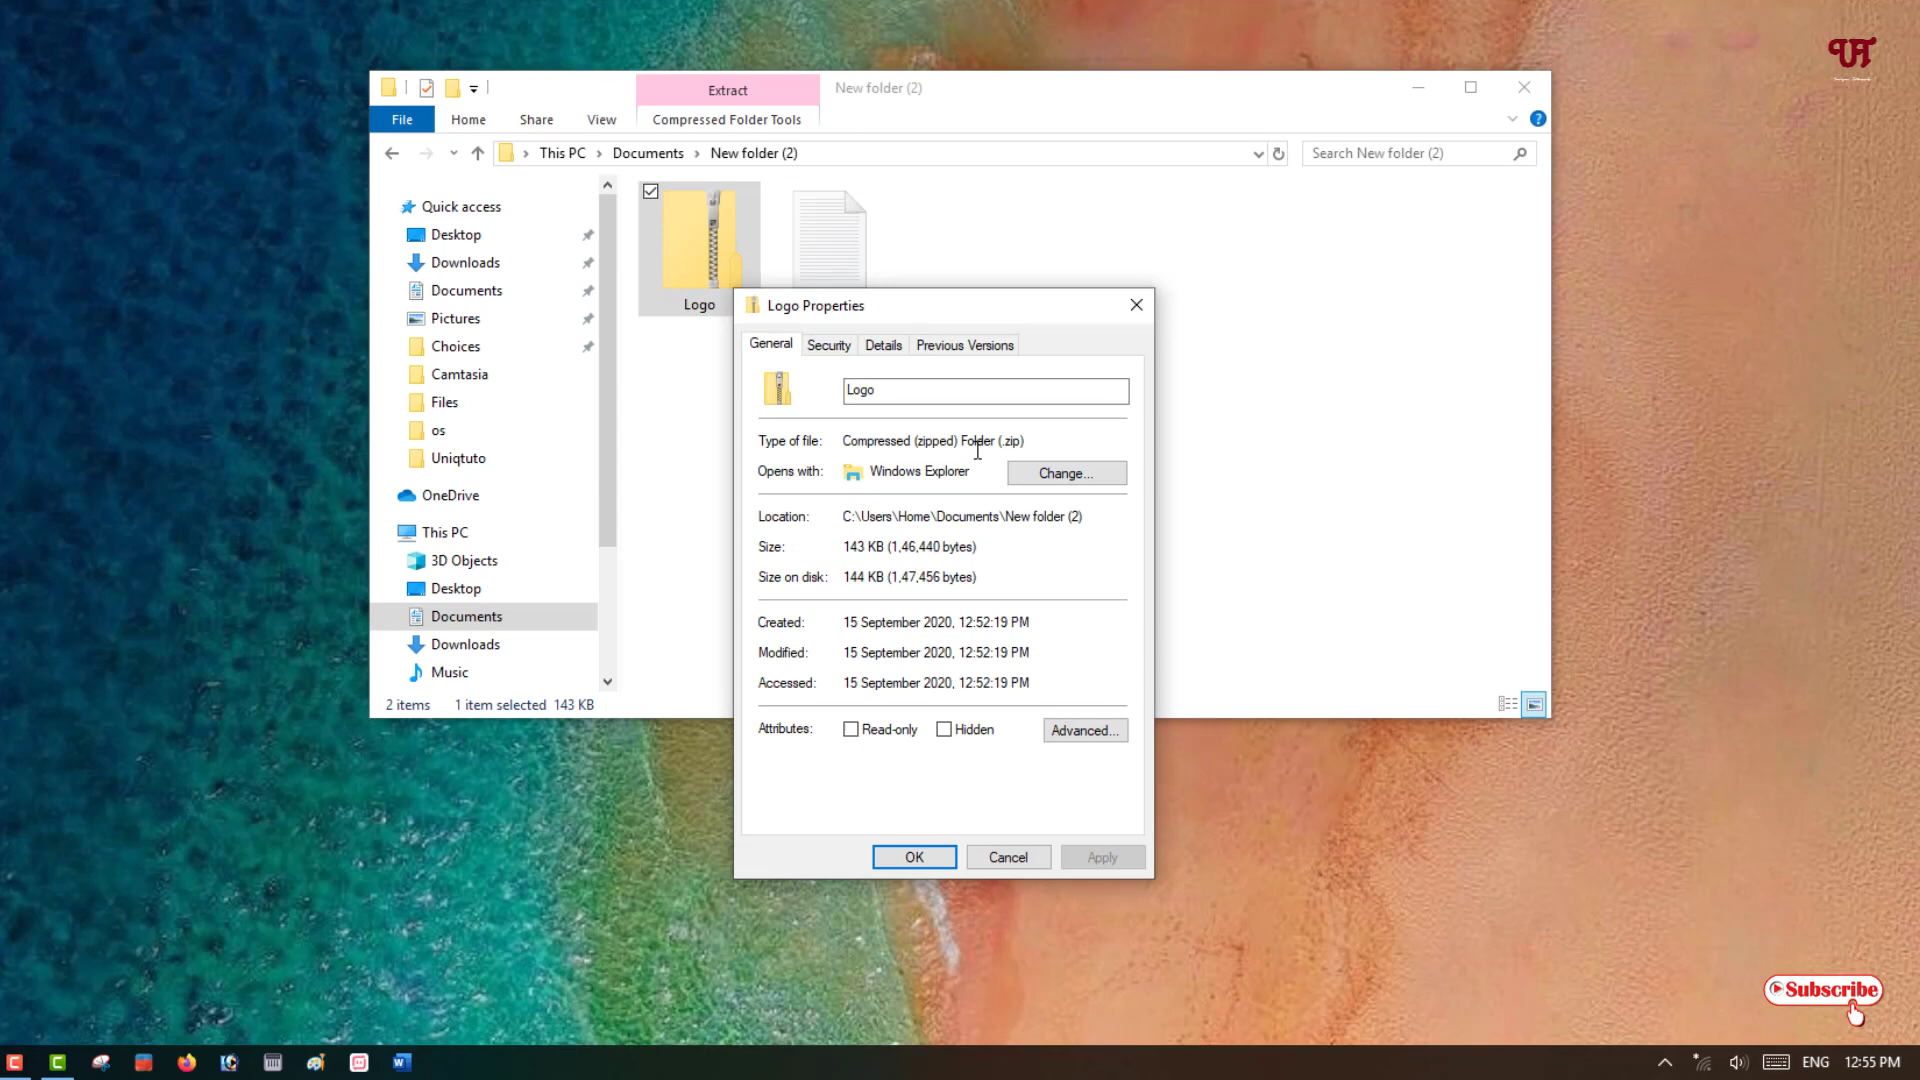 UT
Extract
New folder (2)
File
Home
Share
View
Compressed Folder Tools
This PC
Documents
New folder (2)
Search New folder (2)
Quick access
Desktop
Downloads
Documents
Pictures
Choices
Camtasia
Files
os
Uniqtuto
OneDrive
This PC
3D Objects
Desktop
Documents
Downloads
Music
Logo
2 items
1 item selected 143 KB
Logo Properties
General
Security
Details
Previous Versions
Logo
Type of file: Compressed (zipped) Folder (.zip)
Opens with: Windows Explorer
Change...
Location: C:\Users\Home\Documents\New folder (2)
Size: 143 KB (1,46,440 bytes)
Size on disk: 144 KB (1,47,456 bytes)
Created: 15 September 2020, 12:52:19 PM
Modified: 15 September 2020, 12:52:19 PM
Accessed: 15 September 2020, 12:52:19 PM
Attributes: Read-only Hidden
Advanced...
OK
Cancel
Apply
Subscribe
ENG
12:55 PM